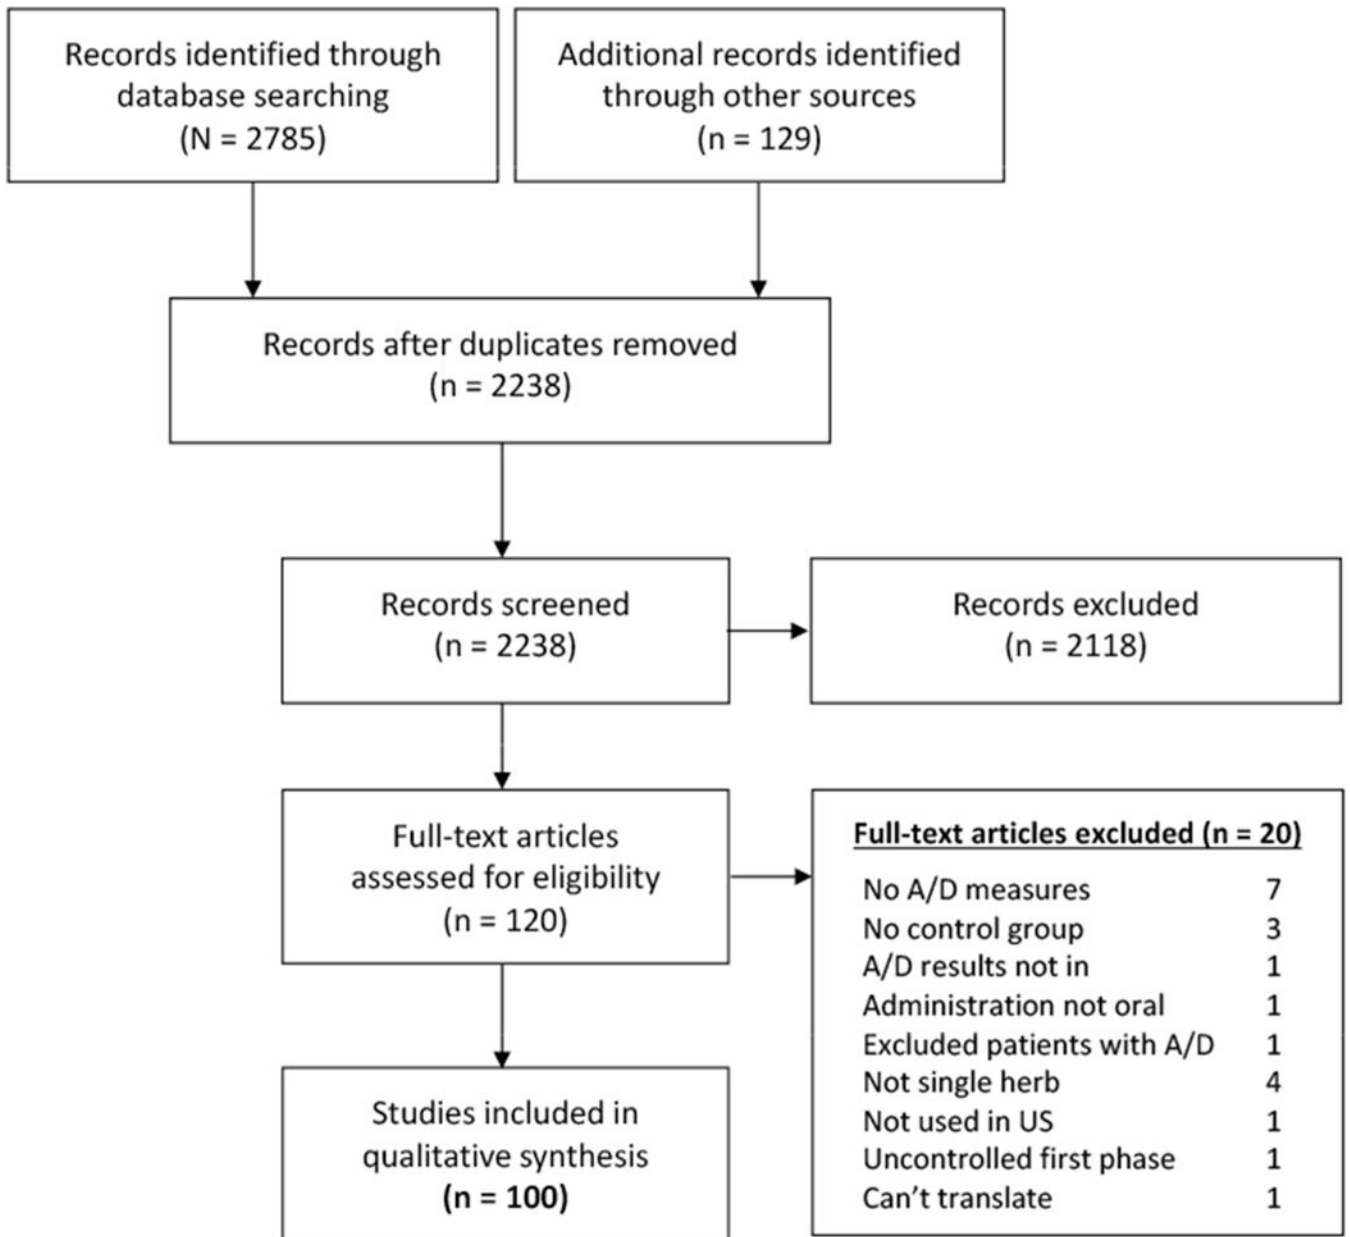 Records identified through
database searching
(N = 2785)
Additional records identified
through other sources
(n = 129)
Records after duplicates removed
(n = 2238)
Records screened
(n = 2238)
Records excluded
(n = 2118)
Full-text articles
assessed for eligibility
(n = 120)
Full-text articles excluded (n = 20)
No A/D measures 7
No control group 3
A/D results not in 1
Administration not oral 1
Excluded patients with A/D 1
Not single herb 4
Not used in US 1
Uncontrolled first phase 1
Can't translate 1
Studies included in
qualitative synthesis
(n = 100)